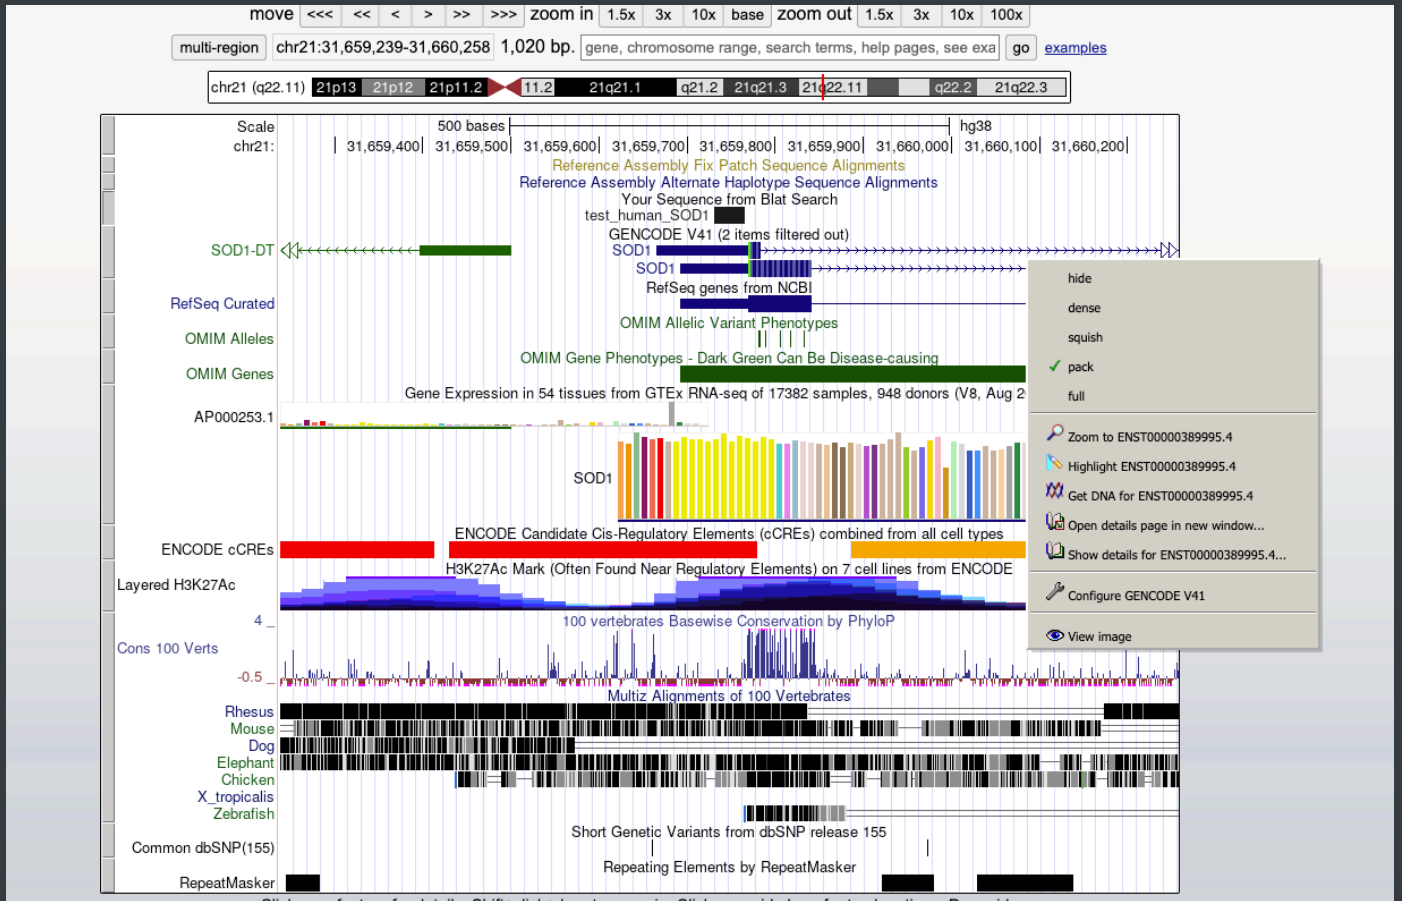 move <<< << < > >> >>> zoom in 1.5x 3x 10x base zoom out 1.5x 3x 10x 100x
multi-region chr21:31,659,239-31,660,258 1,020 bp. gene, chromosome range, search terms, help pages, see exa go examples
chr21 (q22.11) 21p13 21p12 21p11.2 11.2 21q21.1 q21.2 21q21.3 21q22.11 q22.2 21q22.3
Scale 500 bases hg38
chr21: 31,659,400 31,659,500 31,659,600 31,659,700 31,659,800 31,659,900 31,660,000 31,660,100 31,660,200
Reference Assembly Fix Patch Sequence Alignments
Reference Assembly Alternate Haplotype Sequence Alignments
Your Sequence from Blat Search
test_human_SOD1
GENCODE V41 (2 items filtered out)
SOD1-DT SOD1
SOD1
RefSeq genes from NCBI
RefSeq Curated
OMIM Allelic Variant Phenotypes
OMIM Alleles
OMIM Gene Phenotypes - Dark Green Can Be Disease-causing
OMIM Genes
Gene Expression in 54 tissues from GTEx RNA-seq of 17382 samples, 948 donors (V8, Aug 2
AP000253.1
SOD1
ENCODE Candidate Cis-Regulatory Elements (cCREs) combined from all cell types
ENCODE cCREs
H3K27Ac Mark (Often Found Near Regulatory Elements) on 7 cell lines from ENCODE
Layered H3K27Ac
4 _
100 vertebrates Basewise Conservation by PhyloP
Cons 100 Verts
-0.5 _
Multiz Alignments of 100 Vertebrates
Rhesus
Mouse
Dog
Elephant
Chicken
X_tropicalis
Zebrafish
Short Genetic Variants from dbSNP release 155
Common dbSNP(155)
Repeating Elements by RepeatMasker
RepeatMasker
hide
dense
squish
pack
full
Zoom to ENST00000389995.4
Highlight ENST00000389995.4
Get DNA for ENST00000389995.4
Open details page in new window...
Show details for ENST00000389995.4...
Configure GENCODE V41
View image